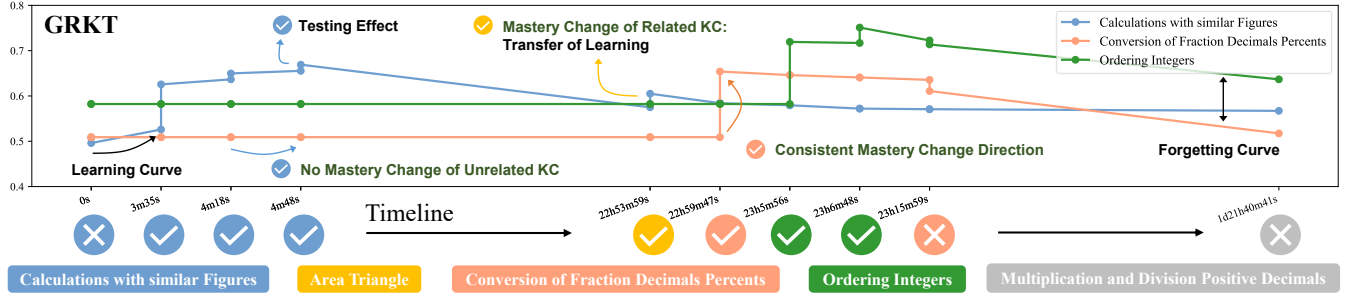 GRKT
0.8
0.7
0.6
0.5
0.4
Testing Effect
Mastery Change of Related KC:
Transfer of Learning
Calculations with similar Figures
Conversion of Fraction Decimals Percents
Ordering Integers
Learning Curve
No Mastery Change of Unrelated KC
Consistent Mastery Change Direction
Forgetting Curve
0s
3m35s
4m18s
4m48s
22h53m59s
22h59m47s
23h5m56s
23h6m48s
23h15m59s
1d21h40m41s
Timeline
Calculations with similar Figures
Area Triangle
Conversion of Fraction Decimals Percents
Ordering Integers
Multiplication and Division Positive Decimals